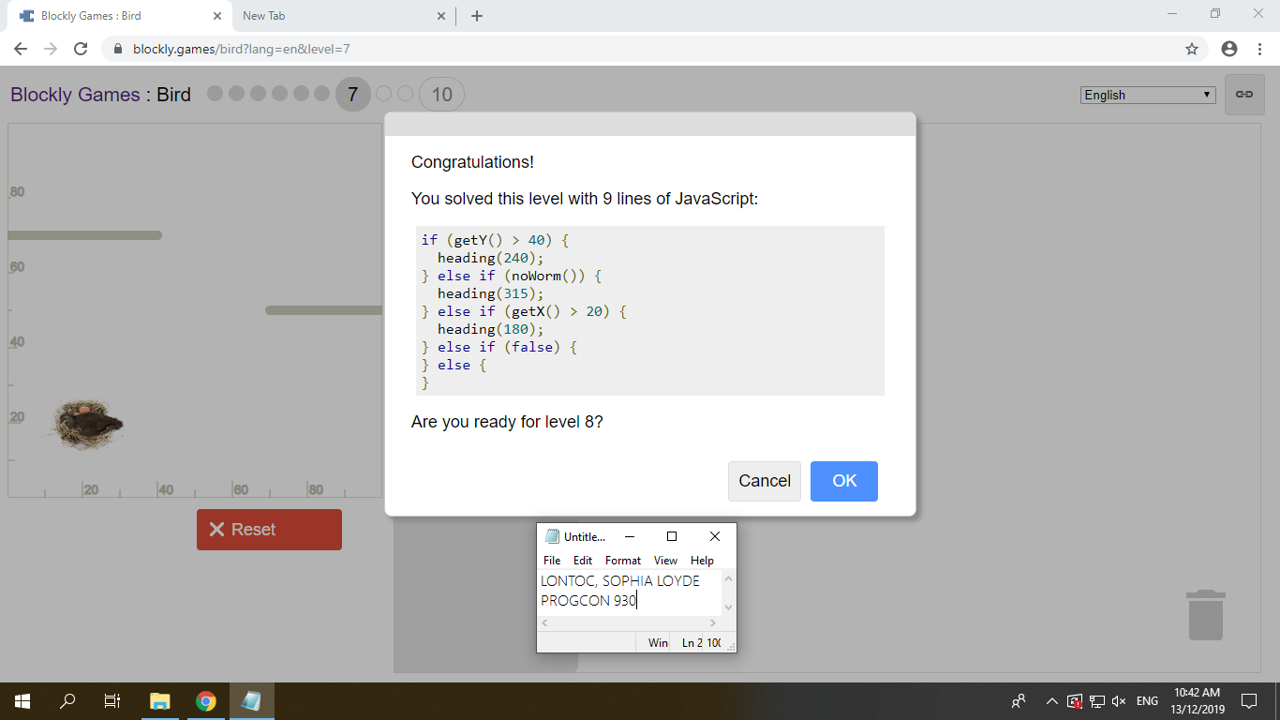 Blockly Games : Bird
New Tab
blockly.games/bird?lang=en&level=7
Blockly Games : Bird
7
10
English
80
60
40
20
20
40
60
80
Reset
Congratulations!
You solved this level with 9 lines of JavaScript:
if (getY() > 40) {
  heading(240);
} else if (noWorm()) {
  heading(315);
} else if (getX() > 20) {
  heading(180);
} else if (false) {
} else {
}
Are you ready for level 8?
Cancel
OK
Untitle...
File Edit Format View Help
LONTOC, SOPHIA LOYDE
PROGCON 930
Win Ln 2 100
ENG
10:42 AM
13/12/2019